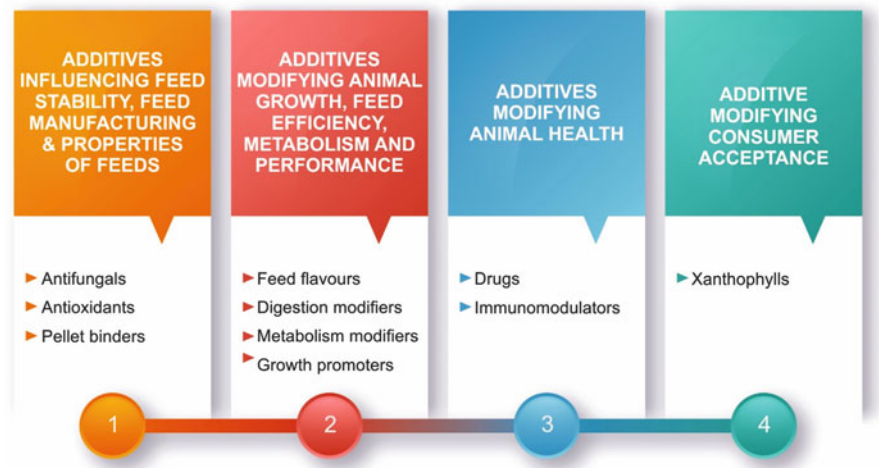 ADDITIVES
INFLUENCING FEED
STABILITY, FEED
MANUFACTURING
& PROPERTIES
OF FEEDS
Antifungals
Antioxidants
Pellet binders
1
ADDITIVES
MODIFYING ANIMAL
GROWTH, FEED
EFFICIENCY,
METABOLISM AND
PERFORMANCE
Feed flavours
Digestion modifiers
Metabolism modifiers
Growth promoters
2
ADDITIVES
MODIFYING
ANIMAL HEALTH
Drugs
Immunomodulators
3
ADDITIVE
MODIFYING
CONSUMER
ACCEPTANCE
Xanthophylls
4